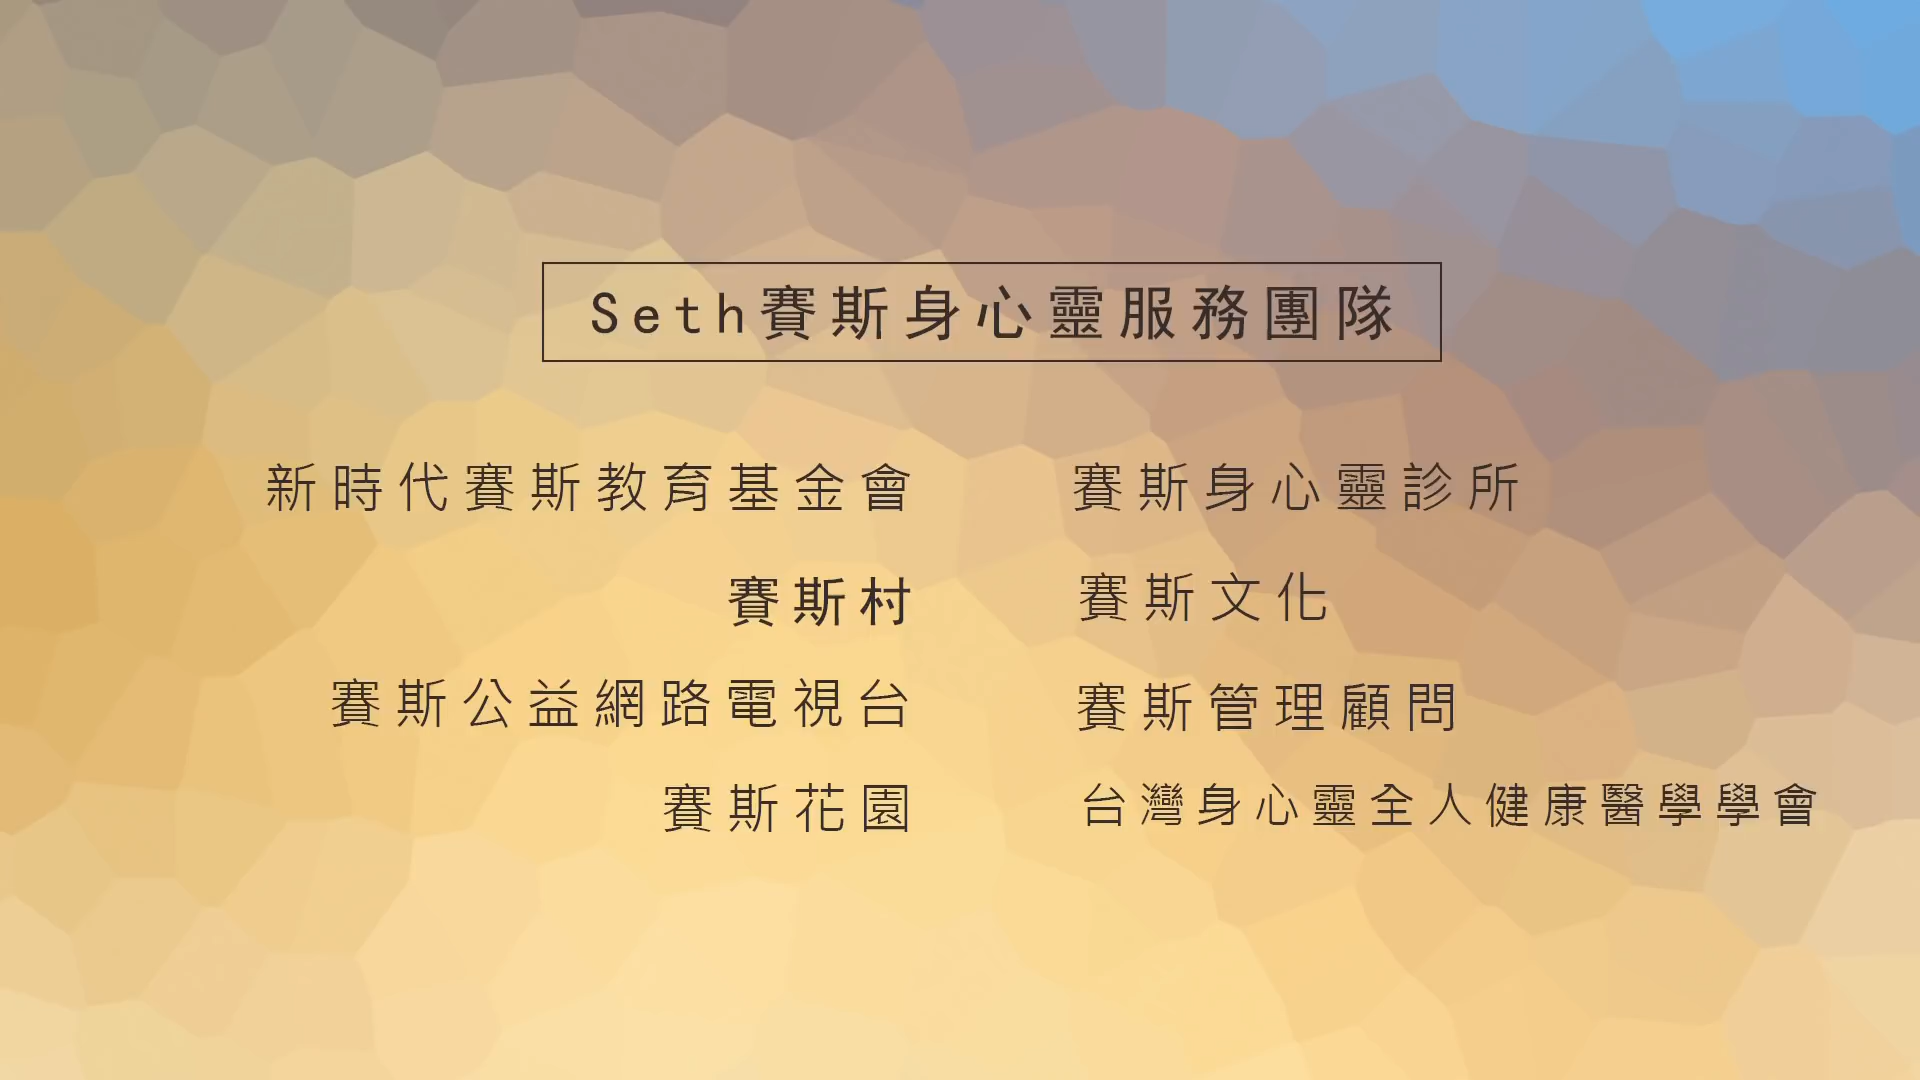 Seth賽斯身心靈服務團隊
新時代賽斯教育基金會
賽斯身心靈診所
賽斯村
賽斯文化
賽斯公益網路電視台
賽斯管理顧問
賽斯花園
台灣身心靈全人健康醫學學會